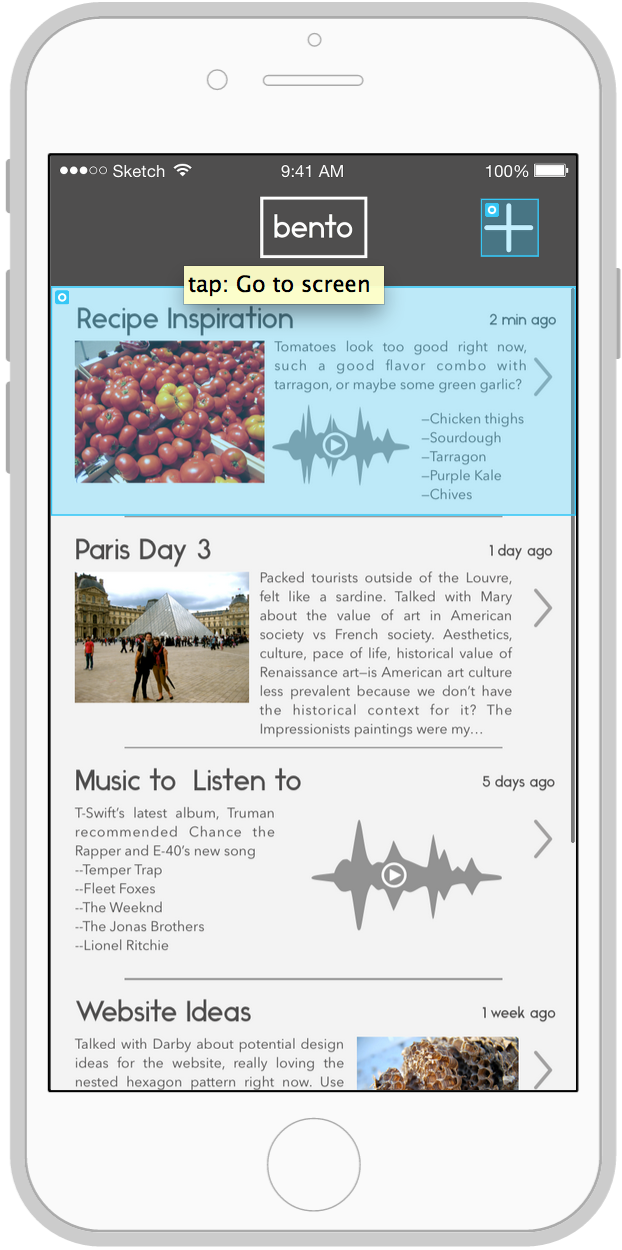 Sketch 9:41 AM 100%
bento
tap: Go to screen
Recipe Inspiration 2 min ago
Tomatoes look too good right now,
such a good flavor combo with
tarragon, or maybe some green garlic?
–Chicken thighs
–Sourdough
–Tarragon
–Purple Kale
–Chives
Paris Day 3 1 day ago
Packed tourists outside of the Louvre,
felt like a sardine. Talked with Mary
about the value of art in American
society vs French society. Aesthetics,
culture, pace of life, historical value of
Renaissance art–is American art culture
less prevalent because we don't have
the historical context for it? The
Impressionists paintings were my...
Music to Listen to 5 days ago
T-Swift's latest album, Truman
recommended Chance the
Rapper and E-40's new song
--Temper Trap
--Fleet Foxes
--The Weeknd
--The Jonas Brothers
--Lionel Ritchie
Website Ideas 1 week ago
Talked with Darby about potential design
ideas for the website, really loving the
nested hexagon pattern right now. Use